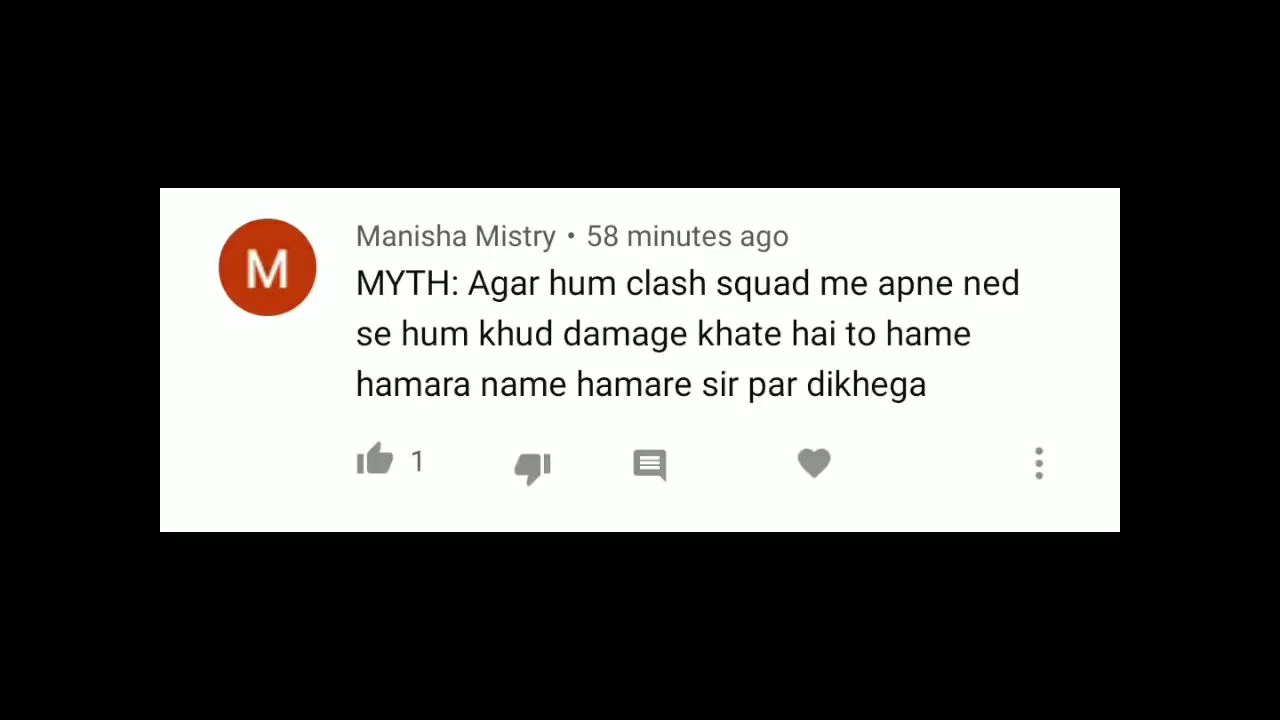 M
Manisha Mistry • 58 minutes ago
MYTH: Agar hum clash squad me apne ned
se hum khud damage khate hai to hame
hamara name hamare sir par dikhega
1